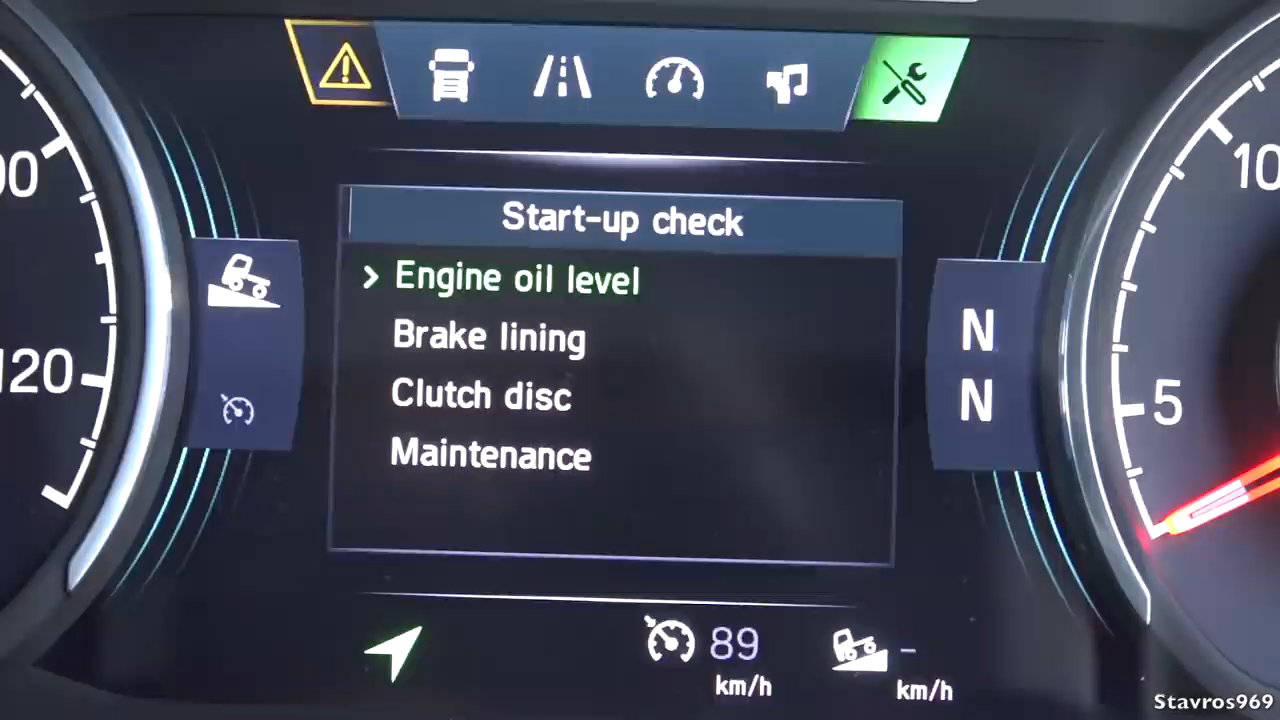 Start-up check
> Engine oil level
Brake lining
Clutch disc
Maintenance
N
N
120
10
5
89
km/h
-
km/h
Stavros969